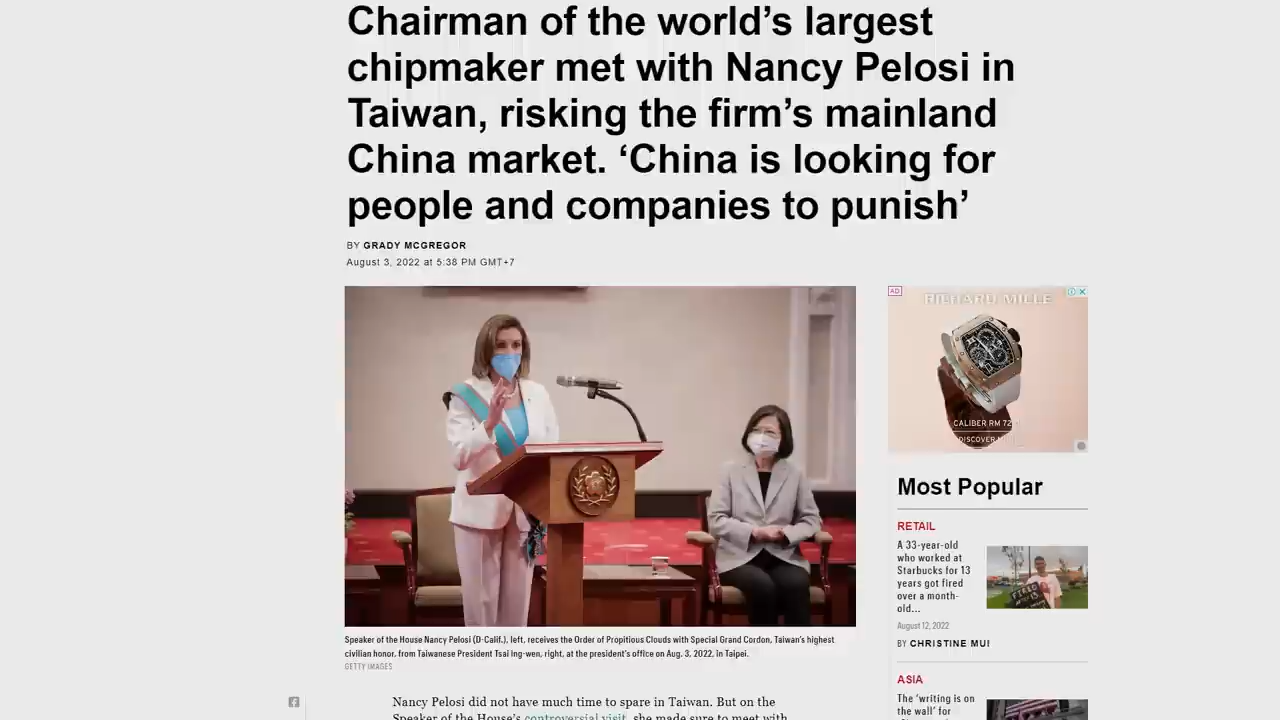 Chairman of the world’s largest
chipmaker met with Nancy Pelosi in
Taiwan, risking the firm’s mainland
China market. ‘China is looking for
people and companies to punish’
BY GRADY MCGREGOR
August 3, 2022 at 5:38 PM GMT+7
AD
RICHARD MILLE
CALIBER RM 72
Speaker of the House Nancy Pelosi (D-Calif.), left, receives the Order of Propitious Clouds with Special Grand Cordon, Taiwan's highest
civilian honor, from Taiwanese President Tsai Ing-wen, right, at the president's office on Aug. 3, 2022, in Taipei.
GETTY IMAGES
Nancy Pelosi did not have much time to spare in Taiwan. But on the
Speaker of the House's controversial visit, she made sure to meet with
Most Popular
RETAIL
A 33-year-old
who worked at
Starbucks for 13
years got fired
over a month-
old...
FIRED
August 12, 2022
BY CHRISTINE MUI
ASIA
The ‘writing is on
the wall’ for